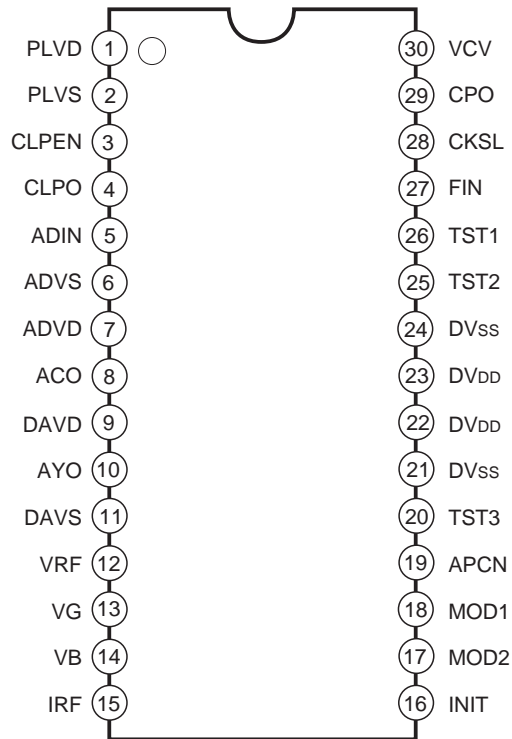 PLVD 1 30 VCV
PLVS 2 29 CPO
CLPEN 3 28 CKSL
CLPO 4 27 FIN
ADIN 5 26 TST1
ADVS 6 25 TST2
ADVD 7 24 DVss
ACO 8 23 DVDD
DAVD 9 22 DVDD
AYO 10 21 DVss
DAVS 11 20 TST3
VRF 12 19 APCN
VG 13 18 MOD1
VB 14 17 MOD2
IRF 15 16 INIT